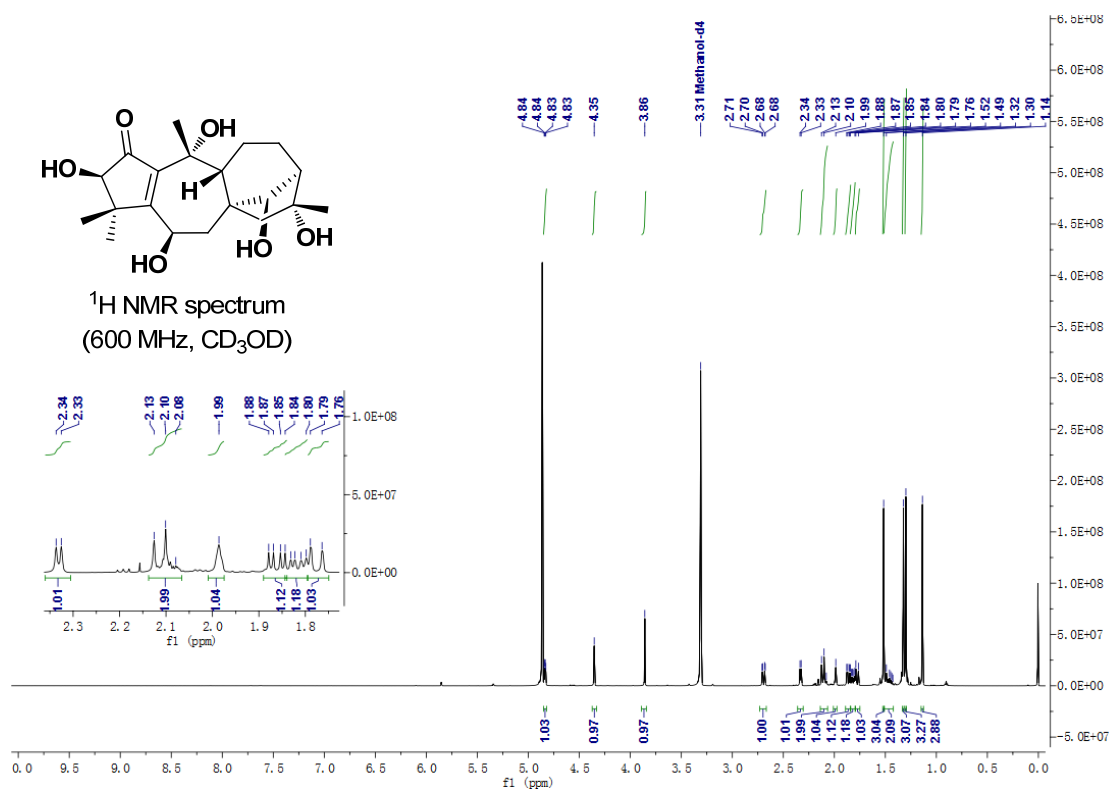 4.84
4.84
4.83
4.83
4.35
3.86
3.31 Methanol-d4
2.71
2.70
2.68
2.68
2.34
2.33
2.13
2.10
1.99
1.88
1.87
1.85
1.84
1.80
1.79
1.76
1.52
1.49
1.32
1.30
1.14
6.5E+08
6.0E+08
5.5E+08
5.0E+08
4.5E+08
4.0E+08
3.5E+08
3.0E+08
2.5E+08
2.0E+08
1.5E+08
1.0E+08
5.0E+07
0.0E+00
-5.0E+07
O
OH
HO
H
HO
HO
OH
1H NMR spectrum
(600 MHz, CD3OD)
2.34
2.33
2.13
2.10
2.08
1.99
1.88
1.87
1.85
1.84
1.80
1.79
1.76
1.0E+08
5.0E+07
0.0E+00
1.01
1.99
1.04
1.12
1.18
1.03
2.3 2.2 2.1 2.0 1.9 1.8
f1 (ppm)
1.03
0.97
0.97
1.00
1.01
1.99
1.04
1.12
1.18
1.03
3.04
2.09
3.07
3.27
2.88
0.0 9.5 9.0 8.5 8.0 7.5 7.0 6.5 6.0 5.5 5.0 4.5 4.0 3.5 3.0 2.5 2.0 1.5 1.0 0.5 0.0
f1 (ppm)